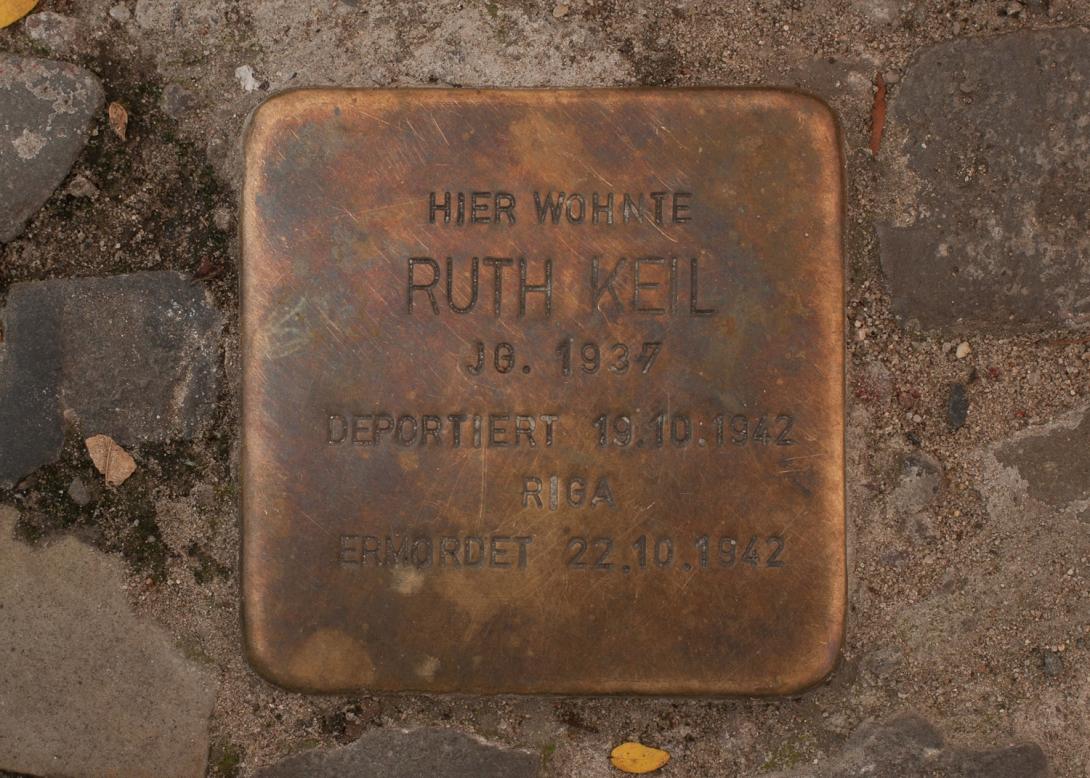 HIER WOHNTE
RUTH KEIL
JG. 1937
DEPORTIERT 19.10.1942
RIGA
ERMORDET 22.10.1942